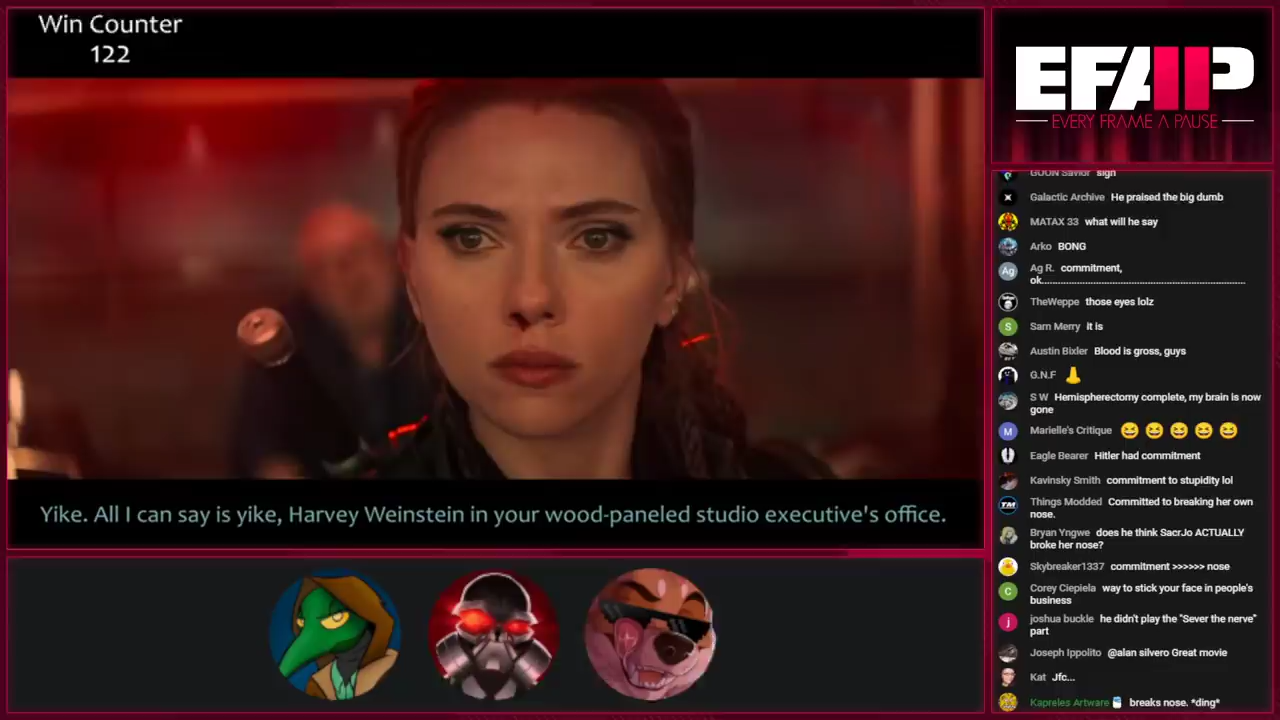 Win Counter
122
EFAP
EVERY FRAME A PAUSE
GOON Savior sign
Galactic Archive He praised the big dumb
MATAX 33 what will he say
Arko BONG
Ag
Ag R. commitment,
ok..........................................................................................
TheWeppe those eyes lolz
S
Sam Merry it is
Austin Bixler Blood is gross, guys
G.N.F 👃
S W Hemispherectomy complete, my brain is now
gone
M
Marielle's Critique 😆 😆 😆 😆 😆
Eagle Bearer Hitler had commitment
Kavinsky Smith commitment to stupidity lol
TM
Things Modded Committed to breaking her own
nose.
Bryan Yngwe does he think SacrJo ACTUALLY
broke her nose?
Skybreaker1337 commitment >>>>>> nose
C
Corey Ciepiela way to stick your face in people's
business
j
joshua buckle he didn't play the "Sever the nerve"
part
Joseph Ippolito @alan silvero Great movie
Kat Jfc...
Kapreles Artware breaks nose. *ding*
Yike. All I can say is yike, Harvey Weinstein in your wood-paneled studio executive's office.